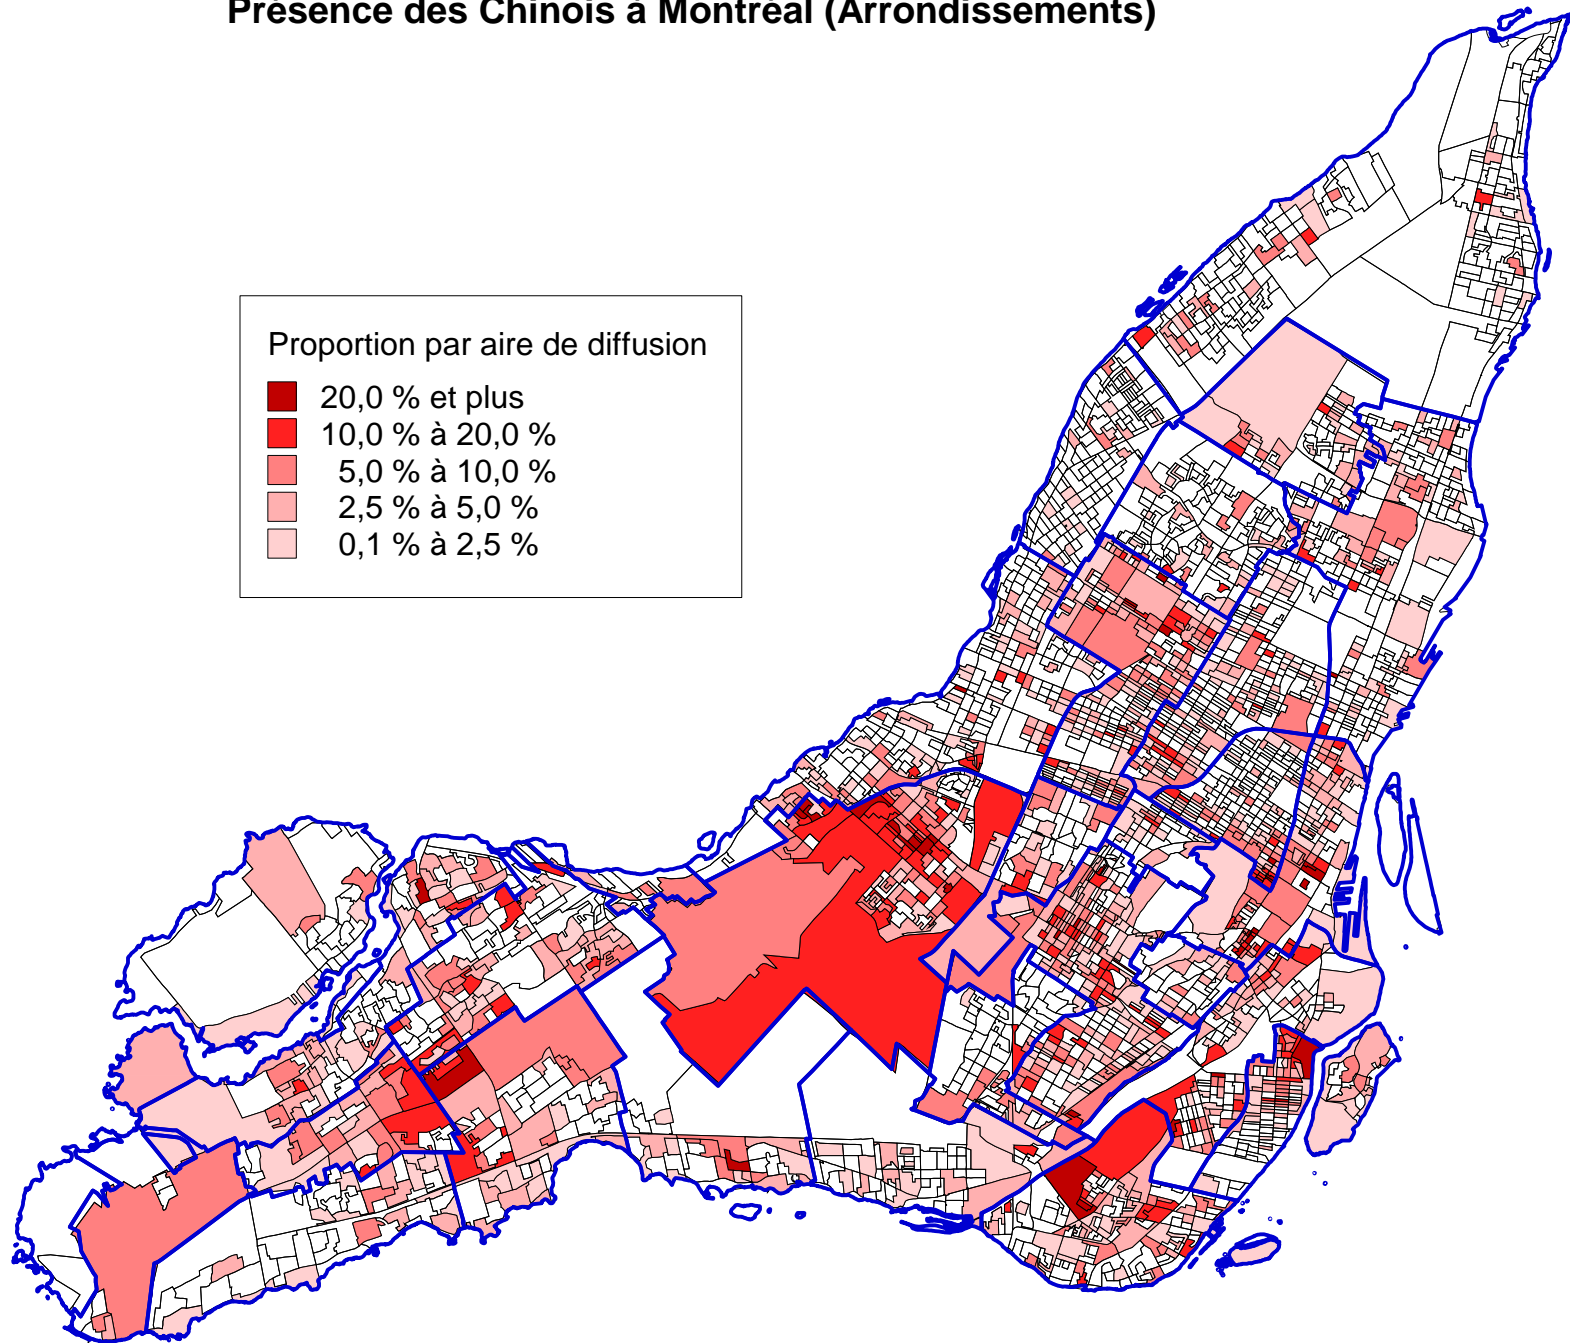 Présence des Chinois à Montréal (Arrondissements)
Proportion par aire de diffusion
20,0 % et plus
10,0 % à 20,0 %
5,0 % à 10,0 %
2,5 % à 5,0 %
0,1 % à 2,5 %